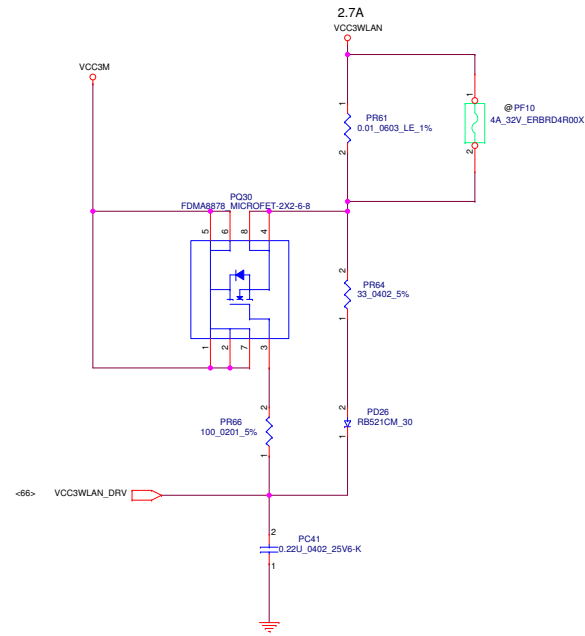 2.7A
VCC3WLAN
VCC3M
1
PR61
0.01_0603_LE_1%
2
1
@PF10
4A_32V_ERBRD4R00X
2
PQ30
FDMA8878_MICROFET-2X2-6-8
5
6
8
4
1
2
7
3
2
PR64
33_0402_5%
1
2
PR66
100_0201_5%
1
2
PD26
RB521CM_30
1
<66>
VCC3WLAN_DRV
2
PC41
0.22U_0402_25V6-K
1